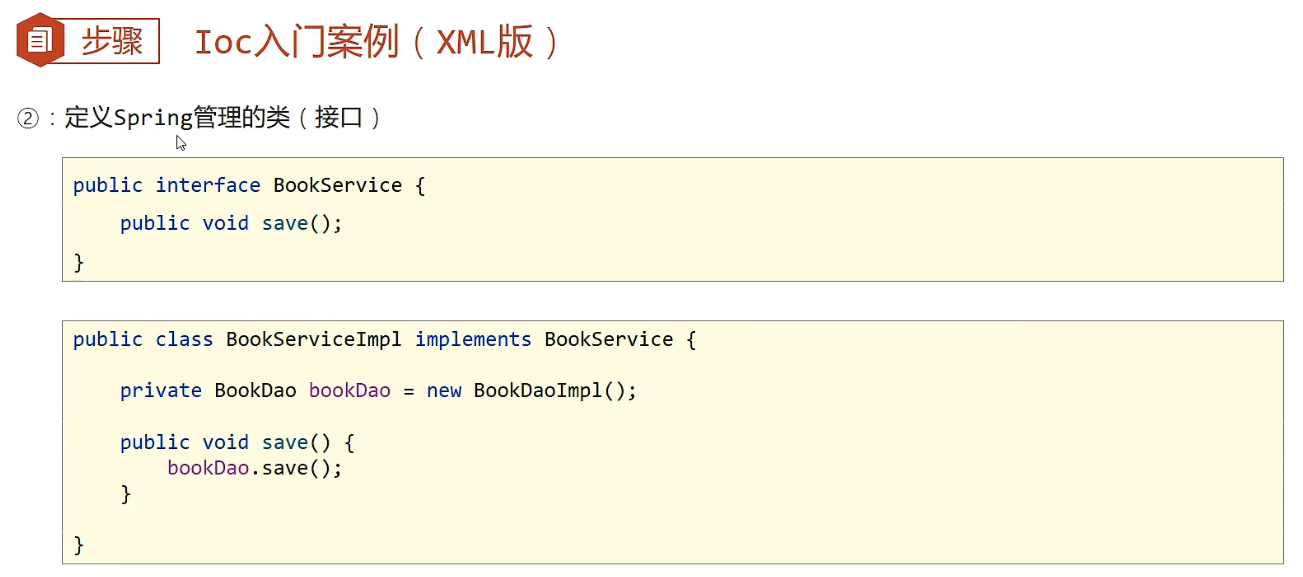 步骤 Ioc入门案例（XML版）
②：定义Spring管理的类（接口）
public interface BookService {
    public void save();
}
public class BookServiceImpl implements BookService {
    private BookDao bookDao = new BookDaoImpl();
    public void save() {
        bookDao.save();
    }
}